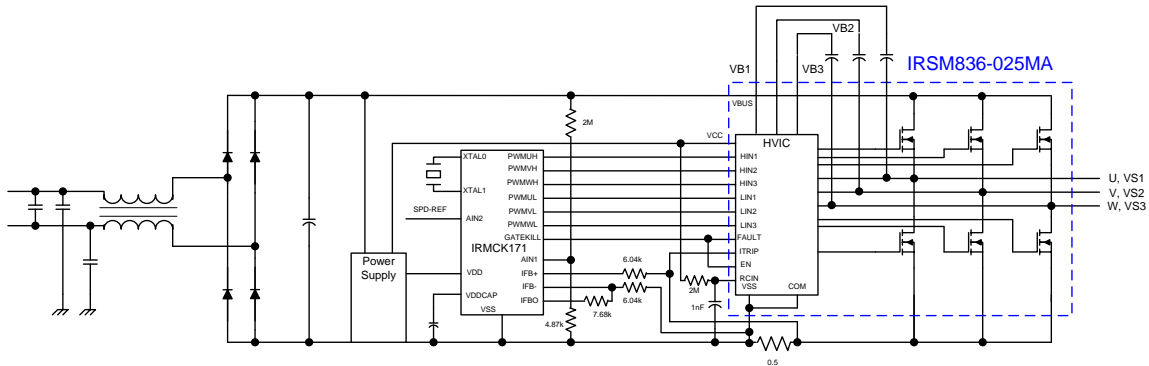 VB2
VB1
VB3
IRSM836-025MA
VBUS
2M
VCC
HVIC
XTAL0
XTAL1
SPD-REF
AIN2
IRMCK171
PWMUH
PWMVH
PWMWH
PWMUL
PWMVL
PWMWL
GATEKILL
AIN1
IFB+
IFB-
IFBO
VDD
VDDCAP
VSS
Power
Supply
HIN1
HIN2
HIN3
LIN1
LIN2
LIN3
FAULT
ITRIP
EN
RCIN
VSS
COM
U, VS1
V, VS2
W, VS3
6.04k
6.04k
7.68k
4.87k
2M
1nF
0.5